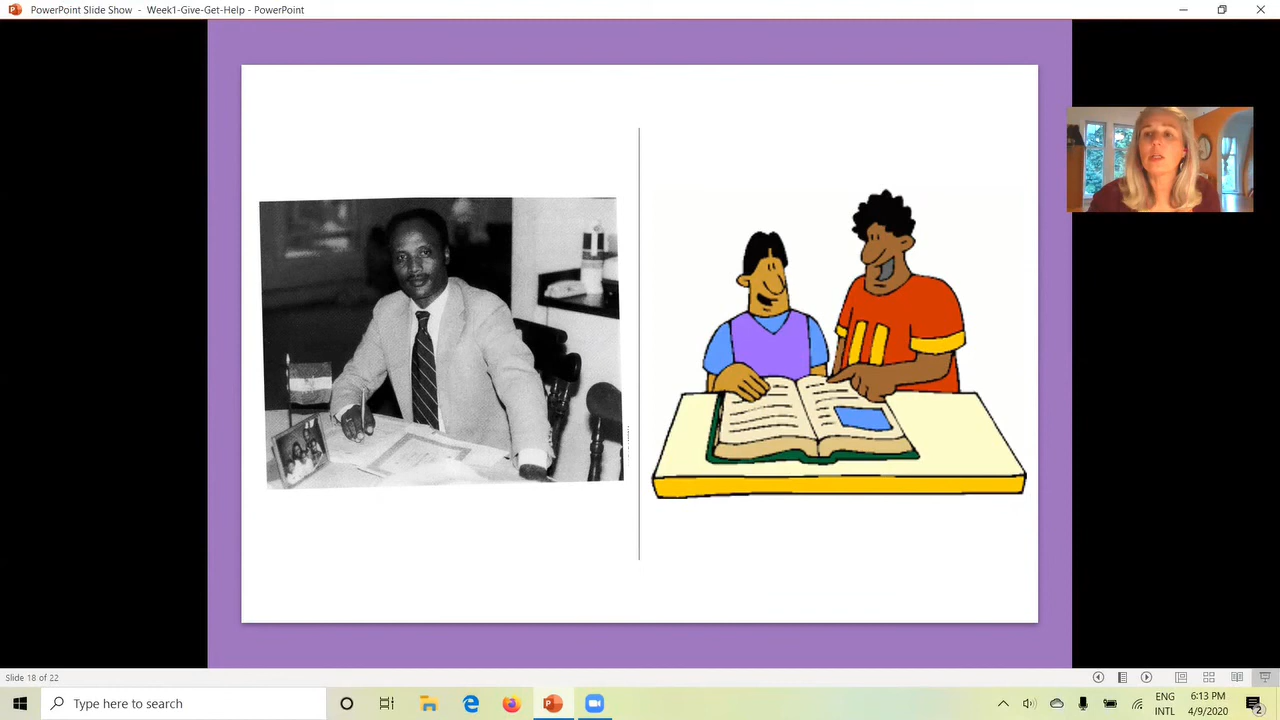 PowerPoint Slide Show - Week1-Give-Get-Help - PowerPoint
Slide 18 of 22
Type here to search
ENG
INTL
6:13 PM
4/9/2020
2